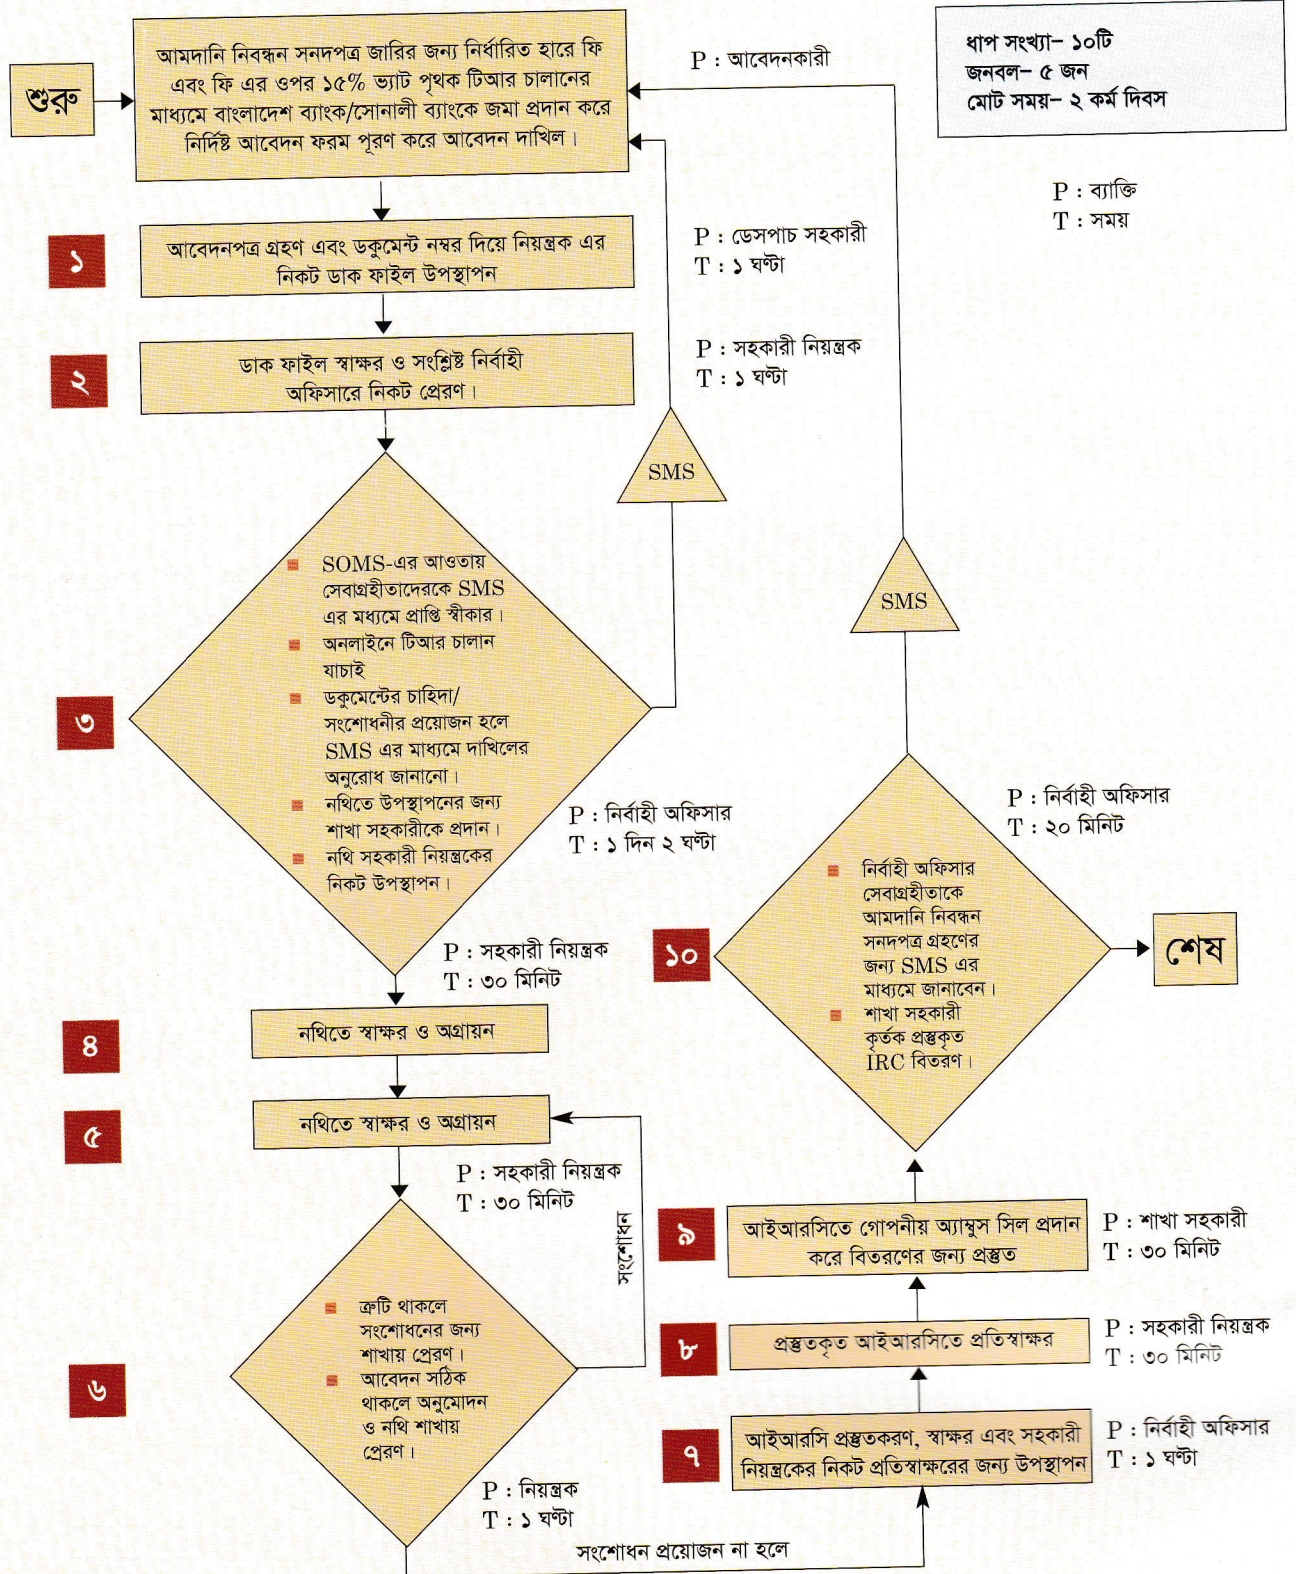 শুরু
আমদানি নিবন্ধন সনদপত্র জারির জন্য নির্ধারিত হারে ফি
এবং ফি এর ওপর ১৫% ভ্যাট পৃথক টিআর চালানের
মাধ্যমে বাংলাদেশ ব্যাংক/সোনালী ব্যাংকে জমা প্রদান করে
নির্দিষ্ট আবেদন ফরম পূরণ করে আবেদন দাখিল।
P : আবেদনকারী
ধাপ সংখ্যা– ১০টি
জনবল– ৫ জন
মোট সময়– ২ কর্ম দিবস
P : ব্যাক্তি
T : সময়
১
আবেদনপত্র গ্রহণ এবং ডকুমেন্ট নম্বর দিয়ে নিয়ন্ত্রক এর
নিকট ডাক ফাইল উপস্থাপন
P : ডেসপাচ সহকারী
T : ১ ঘণ্টা
২
ডাক ফাইল স্বাক্ষর ও সংশ্লিষ্ট নির্বাহী
অফিসারে নিকট প্রেরণ।
P : সহকারী নিয়ন্ত্রক
T : ১ ঘণ্টা
SMS
৩
SOMS-এর আওতায়
সেবাগ্রহীতাদেরকে SMS
এর মধ্যমে প্রাপ্তি স্বীকার।
অনলাইনে টিআর চালান
যাচাই
ডকুমেন্টের চাহিদা/
সংশোধনীর প্রয়োজন হলে
SMS এর মাধ্যমে দাখিলের
অনুরোধ জানানো।
নথিতে উপস্থাপনের জন্য
শাখা সহকারীকে প্রদান।
নথি সহকারী নিয়ন্ত্রকের
নিকট উপস্থাপন।
P : নির্বাহী অফিসার
T : ১ দিন ২ ঘণ্টা
P : সহকারী নিয়ন্ত্রক
T : ৩০ মিনিট
৪
নথিতে স্বাক্ষর ও অগ্রায়ন
৫
নথিতে স্বাক্ষর ও অগ্রায়ন
P : সহকারী নিয়ন্ত্রক
T : ৩০ মিনিট
সংশোধন
৬
ত্রুটি থাকলে
সংশোধনের জন্য
শাখায় প্রেরণ।
আবেদন সঠিক
থাকলে অনুমোদন
ও নথি শাখায়
প্রেরণ।
P : নিয়ন্ত্রক
T : ১ ঘণ্টা
সংশোধন প্রয়োজন না হলে
৭
আইআরসি প্রস্তুতকরণ, স্বাক্ষর এবং সহকারী
নিয়ন্ত্রকের নিকট প্রতিস্বাক্ষরের জন্য উপস্থাপন
P : নির্বাহী অফিসার
T : ১ ঘণ্টা
৮
প্রস্তুতকৃত আইআরসিতে প্রতিস্বাক্ষর
P : সহকারী নিয়ন্ত্রক
T : ৩০ মিনিট
৯
আইআরসিতে গোপনীয় অ্যাম্বুস সিল প্রদান
করে বিতরণের জন্য প্রস্তুত
P : শাখা সহকারী
T : ৩০ মিনিট
১০
নির্বাহী অফিসার
সেবাগ্রহীতাকে
আমদানি নিবন্ধন
সনদপত্র গ্রহণের
জন্য SMS এর
মাধ্যমে জানাবেন।
শাখা সহকারী
কৃর্তক প্রস্তুকৃত
IRC বিতরণ।
P : নির্বাহী অফিসার
T : ২০ মিনিট
SMS
শেষ